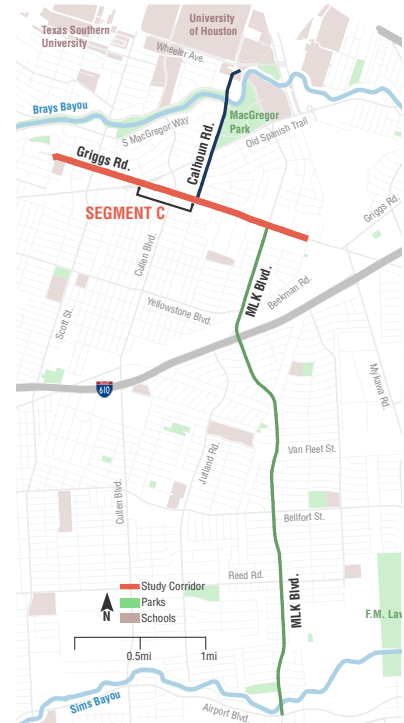 Texas Southern
University
University
of Houston
Wheeler Ave.
Brays Bayou
S MacGregor Way
MacGregor
Park
Old Spanish Trail
Calhoun Rd.
Griggs Rd.
SEGMENT C
Griggs Rd.
Cullen Blvd.
MLK Blvd.
Beekman Rd.
Yellowstone Blvd.
Scott St.
610
Mykawa Rd.
Jutland Rd.
Van Fleet St.
Cullen Blvd.
Bellfort St.
Reed Rd.
MLK Blvd.
F.M. Law
N
Study Corridor
Parks
Schools
0.5mi 1mi
Sims Bayou
Airport Blvd.